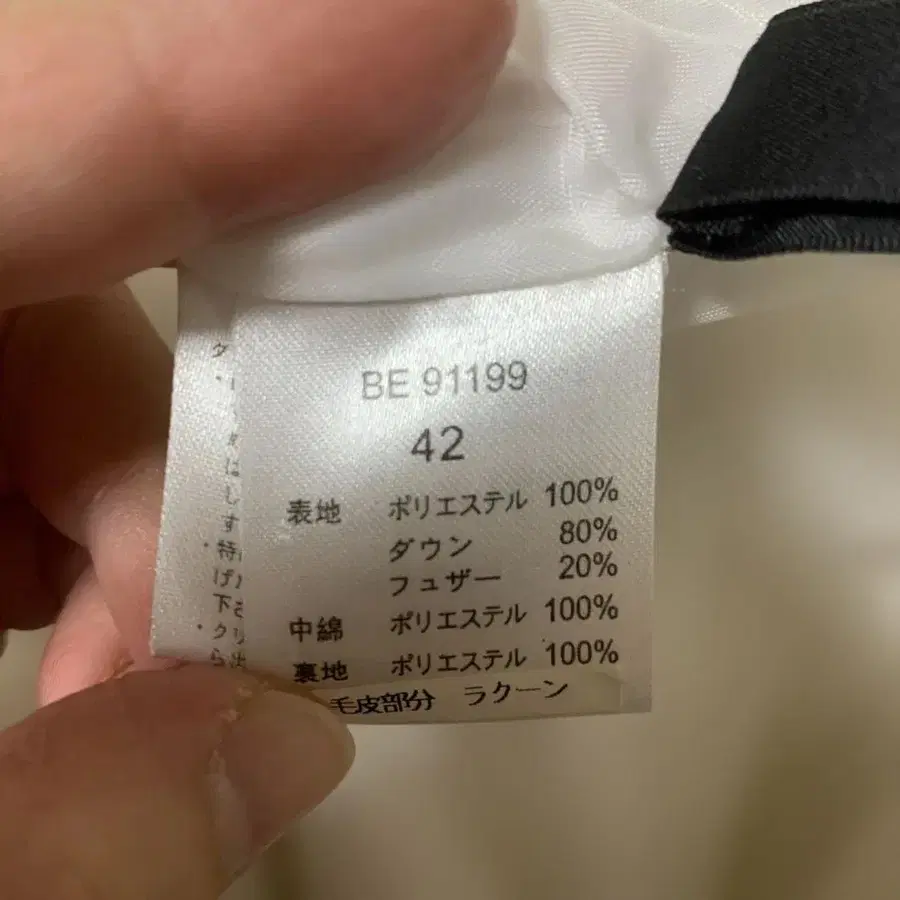 BE 91199
42
表地 ポリエステル 100%
ダウン 80%
フュザー 20%
中綿 ポリエステル 100%
裏地 ポリエステル 100%
毛皮部分 ラクーン